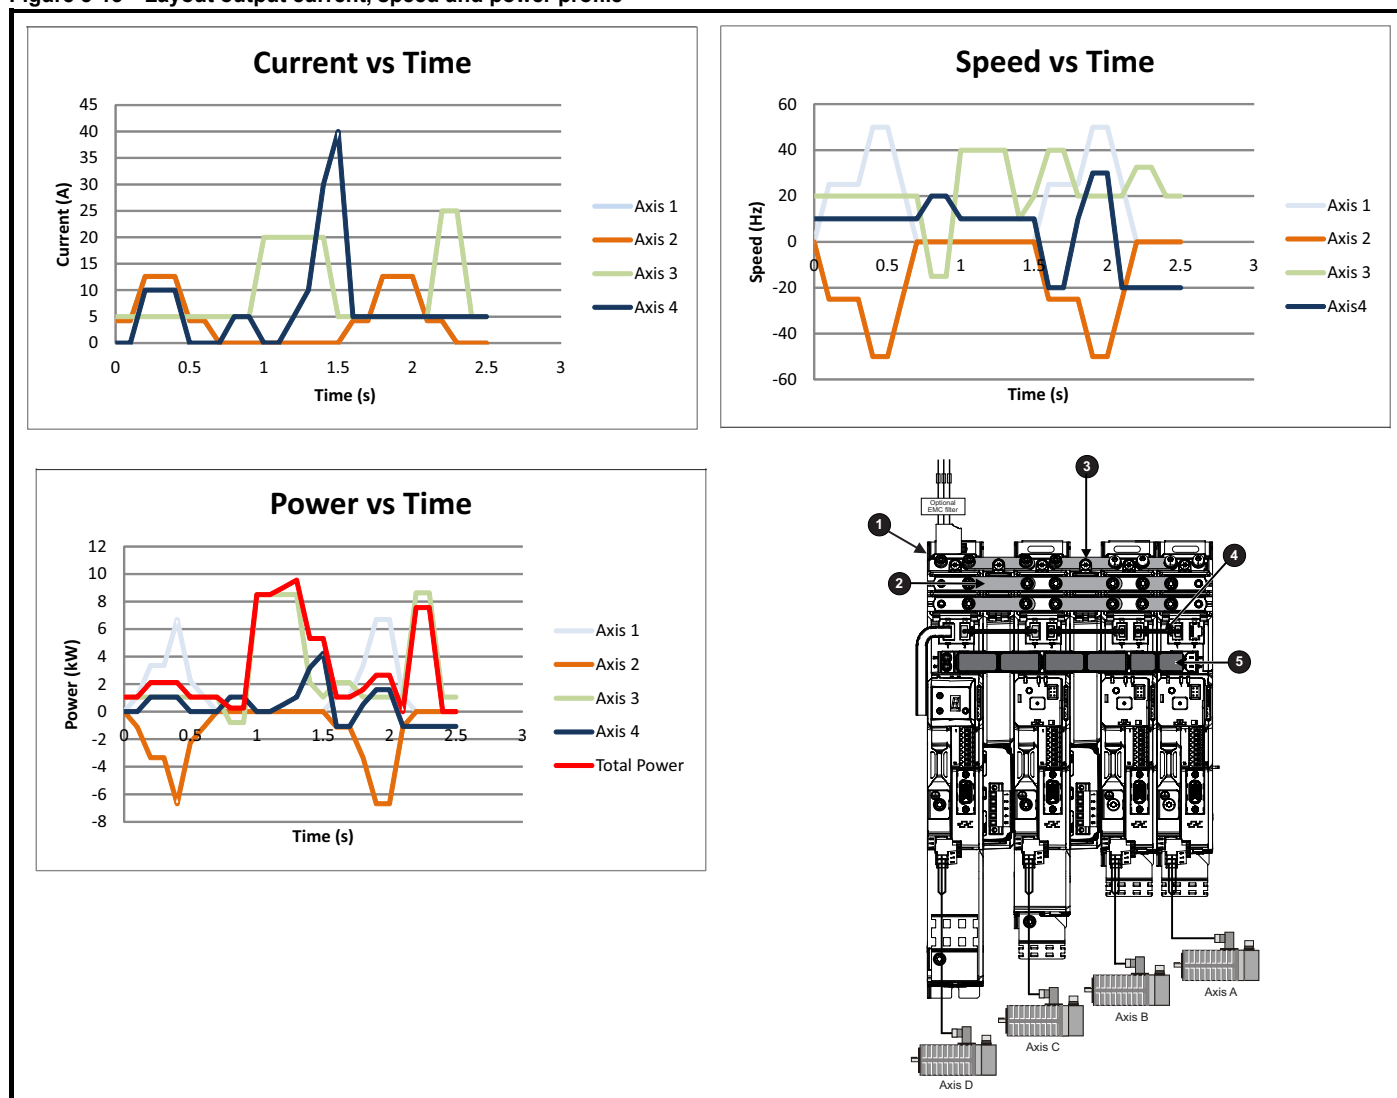 Current vs Time
45
40
35
30
25
20
15
10
5
0
0 0.5 1 1.5 2 2.5 3
Current (A)
Time (s)
Axis 1
Axis 2
Axis 3
Axis 4
Speed vs Time
60
40
20
0
-20
-40
-60
0 0.5 1 1.5 2 2.5 3
Speed (Hz)
Time (s)
Axis 1
Axis 2
Axis 3
Axis4
Power vs Time
12
10
8
6
4
2
0
-2
-4
-6
-8
0 0.5 1 1.5 2 2.5 3
Power (kW)
Time (s)
Axis 1
Axis 2
Axis 3
Axis 4
Total Power
Optional
EMC filter
1
2
3
4
5
Axis A
Axis B
Axis C
Axis D